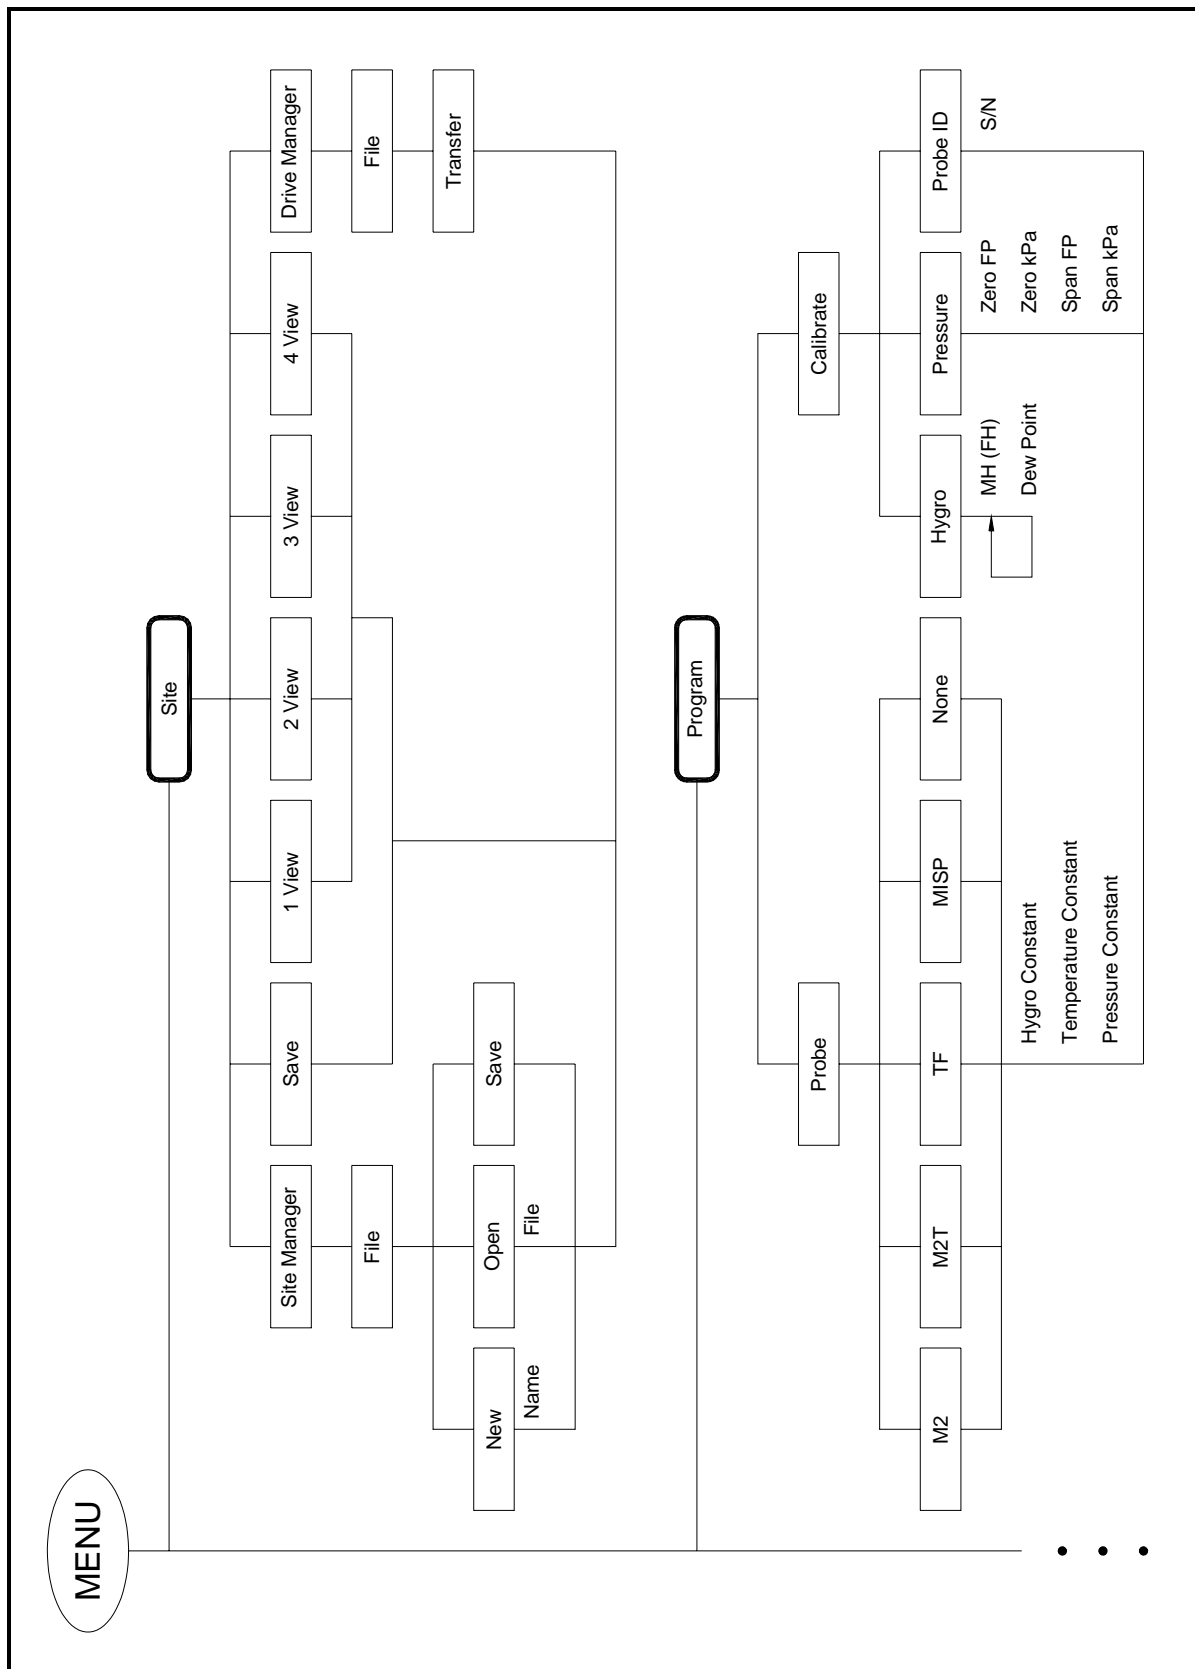 MENU
Site
Site Manager
Save
1 View
2 View
3 View
4 View
Drive Manager
File
File
New
Open
Save
Transfer
Name
File
Program
Probe
Calibrate
M2
M2T
TF
MISP
None
Hygro
Pressure
Probe ID
Hygro Constant
Temperature Constant
Pressure Constant
MH (FH)
Dew Point
Zero FP
Zero kPa
Span FP
Span kPa
S/N